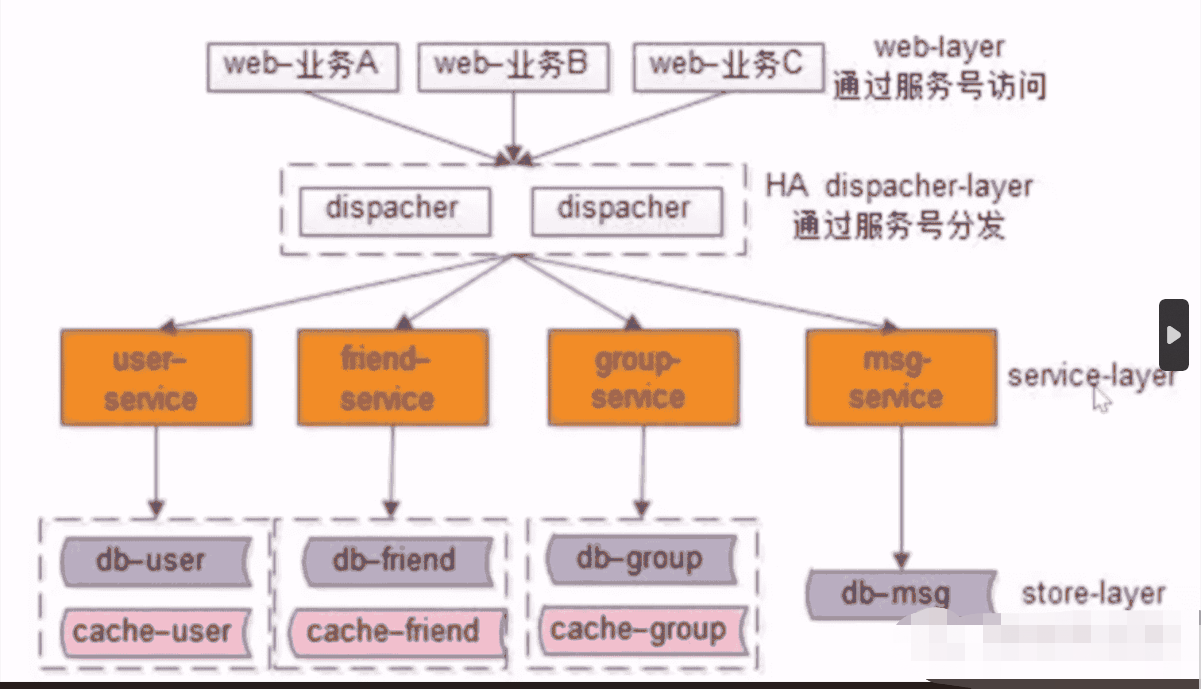 web-业务A
web-业务B
web-业务C
web-layer
通过服务号访问
dispacher
dispacher
HA dispacher-layer
通过服务号分发
user-
service
friend-
service
group-
service
msg-
service
service-layer
db-user
db-friend
db-group
db-msg
store-layer
cache-user
cache-friend
cache-group